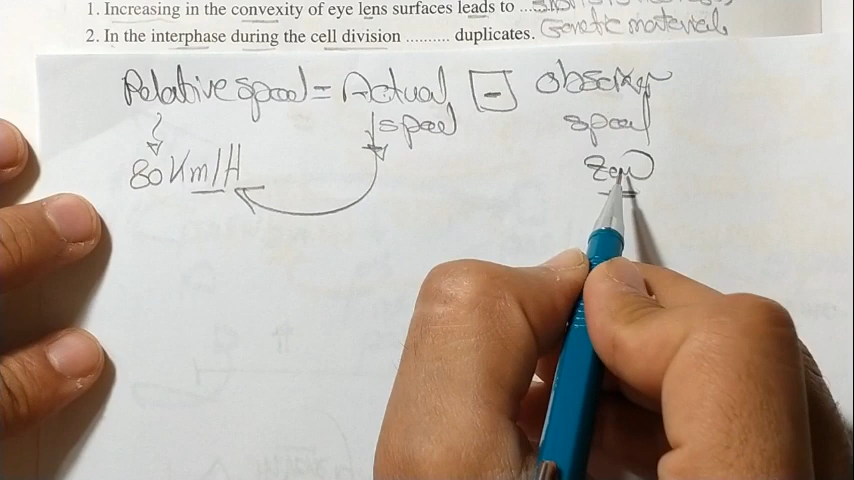 1. Increasing in the convexity of eye lens surfaces leads to ...
2. In the interphase during the cell division .......... duplicates. Genetic material
Relative speed = Actual - observer
speed speed
80 Km/H Zero